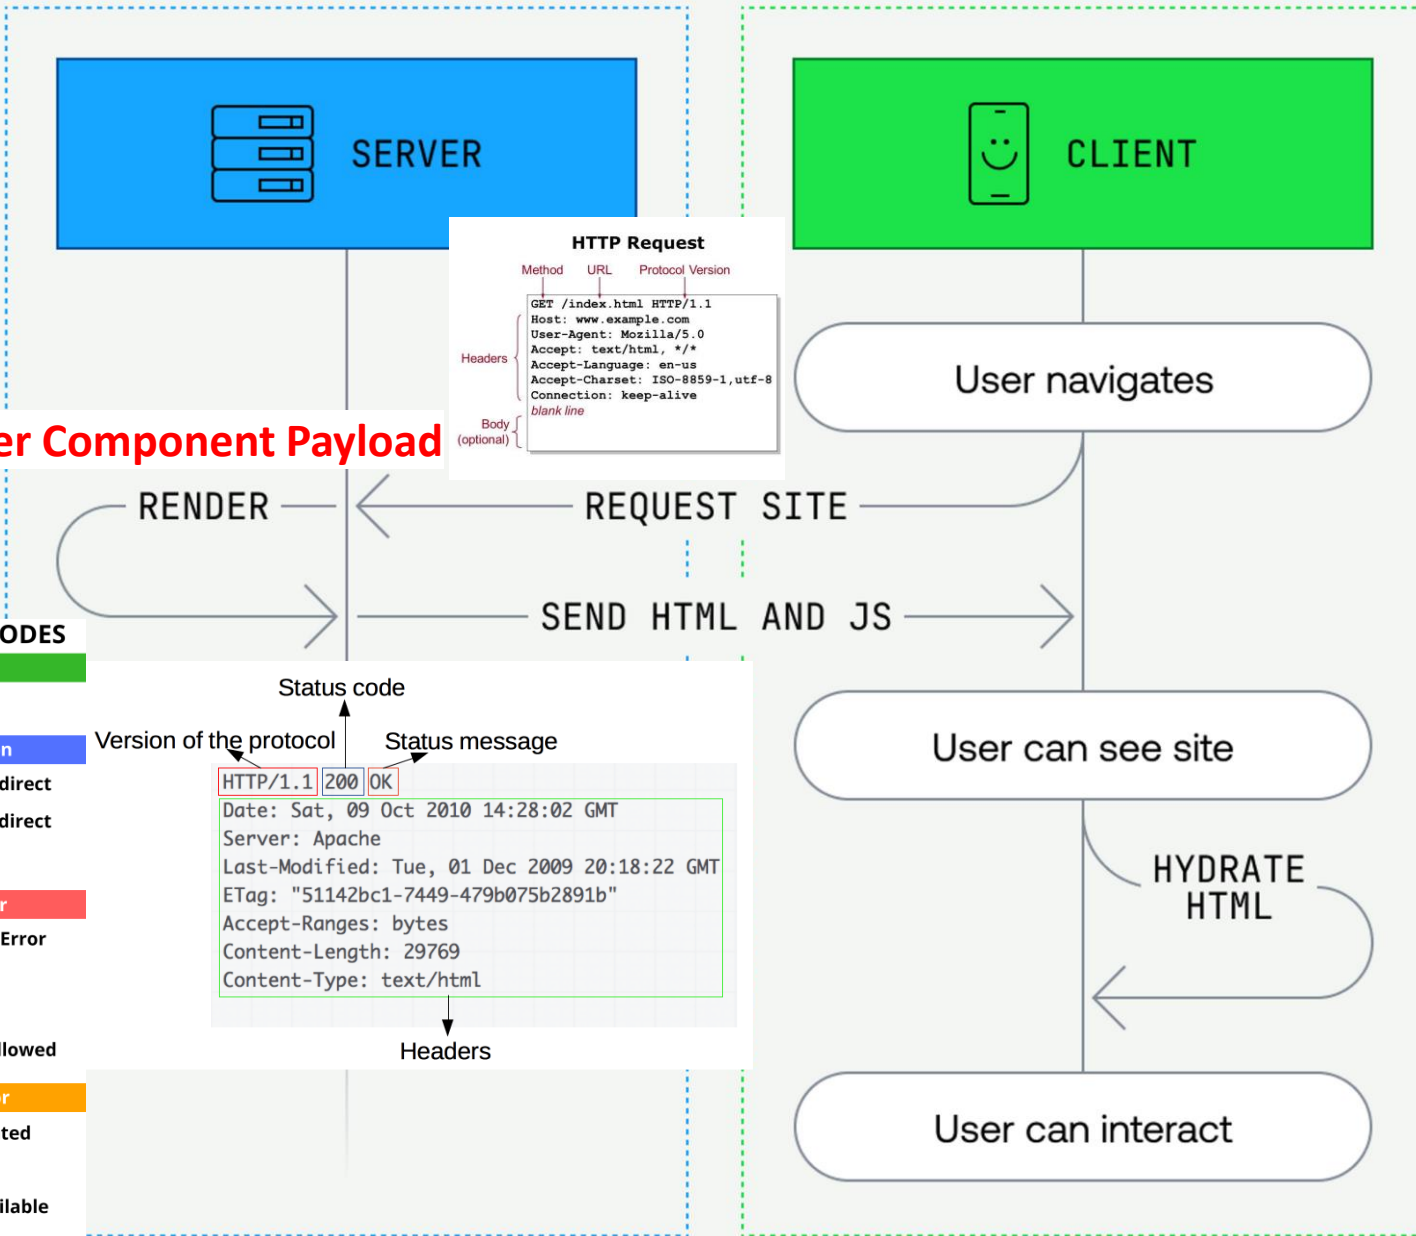 SERVER
CLIENT
HTTP Request
Method URL Protocol Version
GET /index.html HTTP/1.1
Host: www.example.com
User-Agent: Mozilla/5.0
Accept: text/html, */*
Accept-Language: en-us
Accept-Charset: ISO-8859-1,utf-8
Connection: keep-alive
blank line
Headers
Body
(optional)
User navigates
er Component Payload
RENDER
REQUEST SITE
SEND HTML AND JS
ODES
n
direct
direct
r
Error
llowed
or
ted
ilable
Status code
Version of the protocol
Status message
HTTP/1.1 200 OK
Date: Sat, 09 Oct 2010 14:28:02 GMT
Server: Apache
Last-Modified: Tue, 01 Dec 2009 20:18:22 GMT
ETag: "51142bc1-7449-479b075b2891b"
Accept-Ranges: bytes
Content-Length: 29769
Content-Type: text/html
Headers
User can see site
HYDRATE
HTML
User can interact